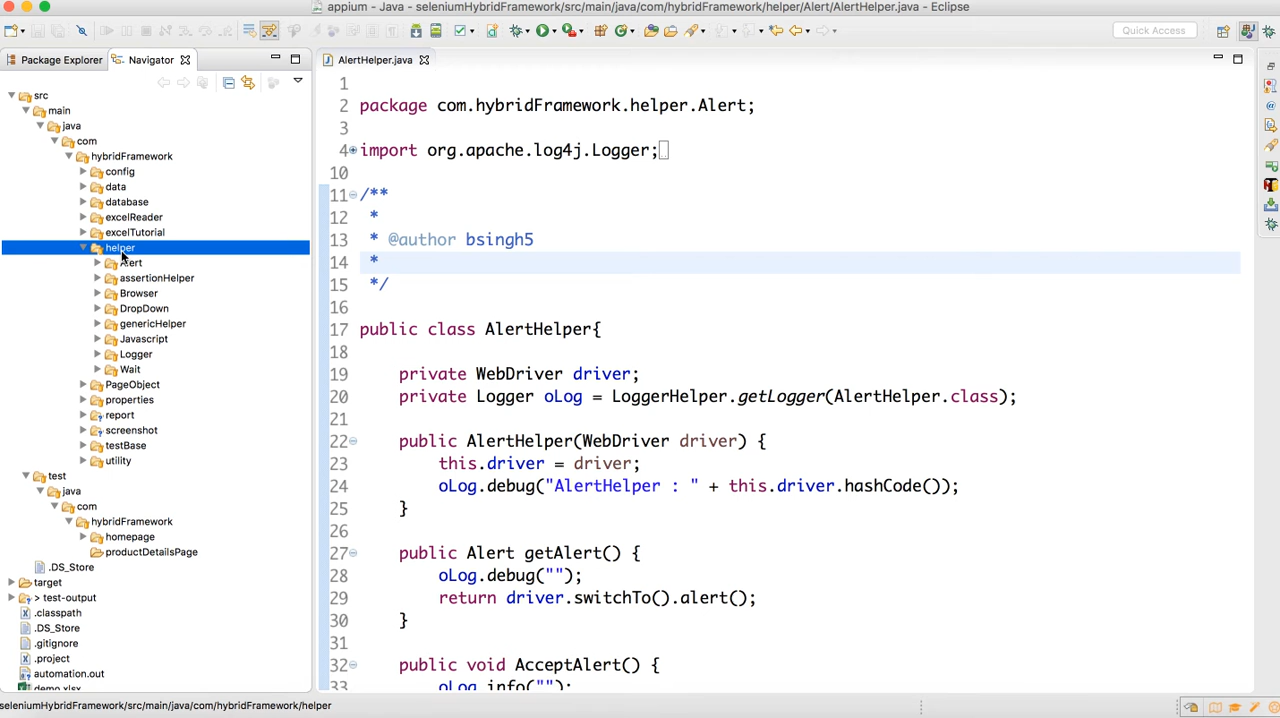 appium - Java - seleniumHybridFramework/src/main/java/com/hybridFramework/helper/Alert/AlertHelper.java - Eclipse
Quick Access
Package Explorer
Navigator
AlertHelper.java
src
main
java
com
hybridFramework
config
data
database
excelReader
excelTutorial
helper
Alert
assertionHelper
Browser
DropDown
genericHelper
Javascript
Logger
Wait
PageObject
properties
report
screenshot
testBase
utility
test
java
com
hybridFramework
homepage
productDetailsPage
.DS_Store
target
> test-output
.classpath
.DS_Store
.gitignore
.project
automation.out
demo.xlsx
1
2 package com.hybridFramework.helper.Alert;
3
4 import org.apache.log4j.Logger;
10
11 /**
12 *
13 * @author bsingh5
14 *
15 */
16
17 public class AlertHelper{
18
19 private WebDriver driver;
20 private Logger oLog = LoggerHelper.getLogger(AlertHelper.class);
21
22 public AlertHelper(WebDriver driver) {
23 this.driver = driver;
24 oLog.debug("AlertHelper : " + this.driver.hashCode());
25 }
26
27 public Alert getAlert() {
28 oLog.debug("");
29 return driver.switchTo().alert();
30 }
31
32 public void AcceptAlert() {
33 oLog.info("");
seleniumHybridFramework/src/main/java/com/hybridFramework/helper